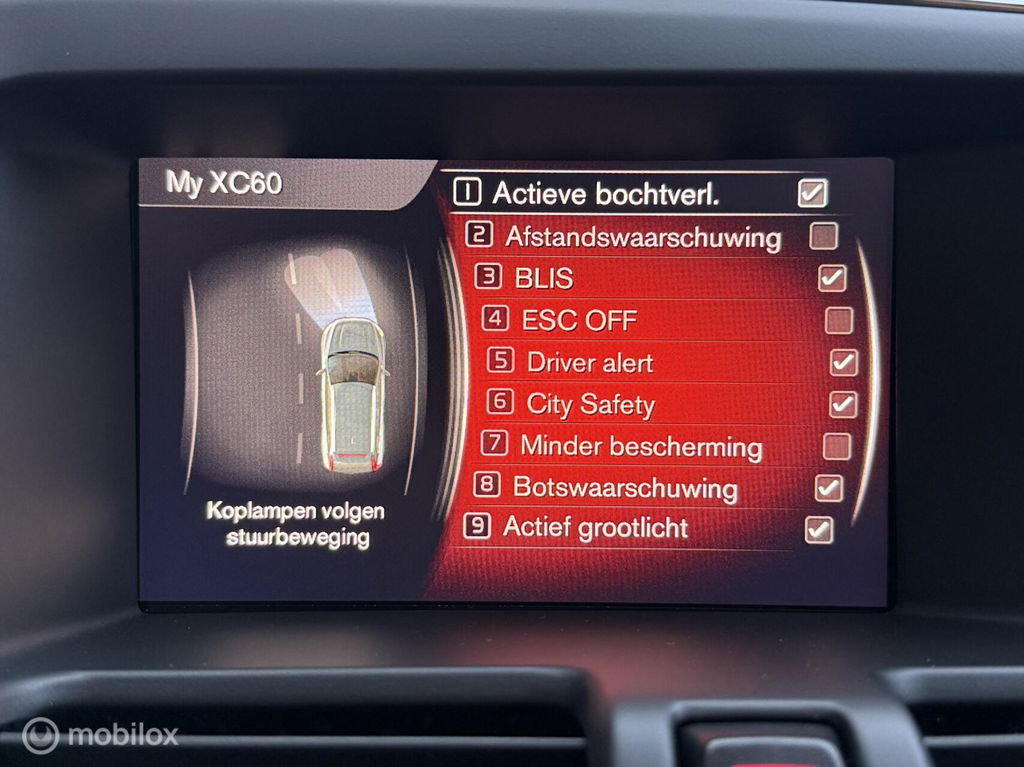 My XC60
1 Actieve bochtverl.
2 Afstandswaarschuwing
3 BLIS
4 ESC OFF
5 Driver alert
6 City Safety
7 Minder bescherming
8 Botswaarschuwing
9 Actief grootlicht
Koplampen volgen
stuurbeweging
mobilox